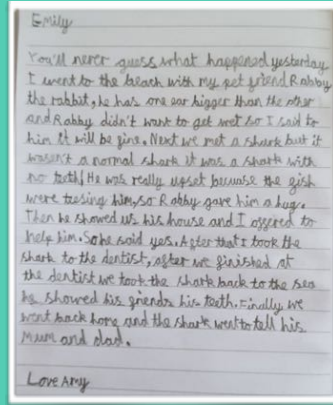 Emily
You'll never guess what happened yesterday
I went to the beach with my pet friend Rabby
the rabbit, he has one ear bigger than the other
and Rabby didn't want to get wet so I said to
him it will be fine. Next we met a shark but it
wasn't a normal shark it was a shark with
no teeth! He was really upset becuase the fish
were teesing him, so Rabby gave him a hug.
Then he showed us his house and I offered to
help him. So he said yes. After that I took the
shark to the dentist, after we finished at
the dentist we took the shark back to the sea
he showed his friends his teeth. Finally we
went back home and the shark went to tell his
Mum and dad.
Love Amy